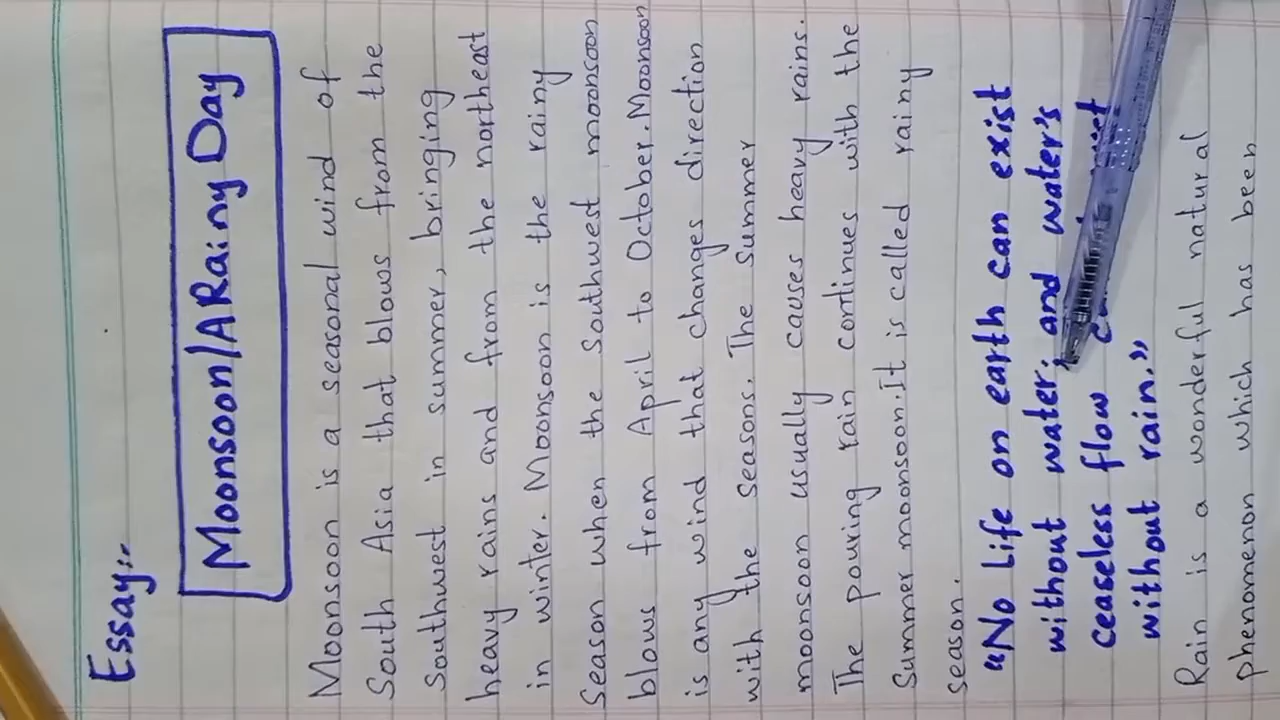 Essay:-
Moonsoon/A Rainy Day
Moonsoon is a seasonal wind of
South Asia that blows from the
Southwest in summer, bringing
heavy rains and from the northeast
in winter. Moonsoon is the rainy
Season when the Southwest moonsoon
blows from April to October. Moonsoon
is any wind that changes direction
with the seasons. The Summer
moonsoon usually causes heavy rains.
The pouring rain continues with the
Summer moonsoon. It is called rainy
season.
"No Life on earth can exist
without water; and water's
ceaseless flow
without rain."
Rain is a wonderful natural
phenomenon which has been